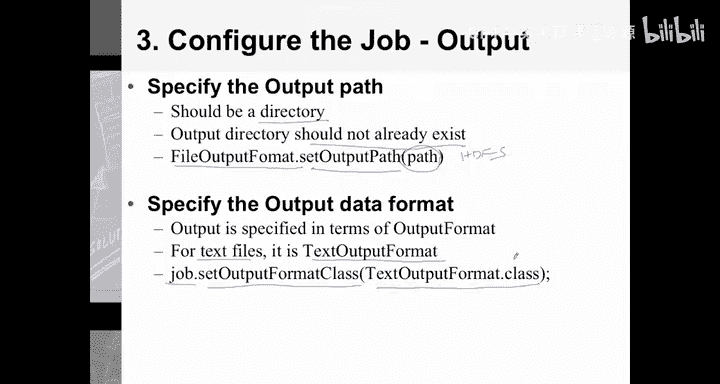 bilibili
3. Configure the Job - Output
• Specify the Output path
– Should be a directory
– Output directory should not already exist
– FileOutputFomat.setOutputPath(path) HDFS
• Specify the Output data format
– Output is specified in terms of OutputFormat
– For text files, it is TextOutputFormat
– job.setOutputFormatClass(TextOutputFormat.class);